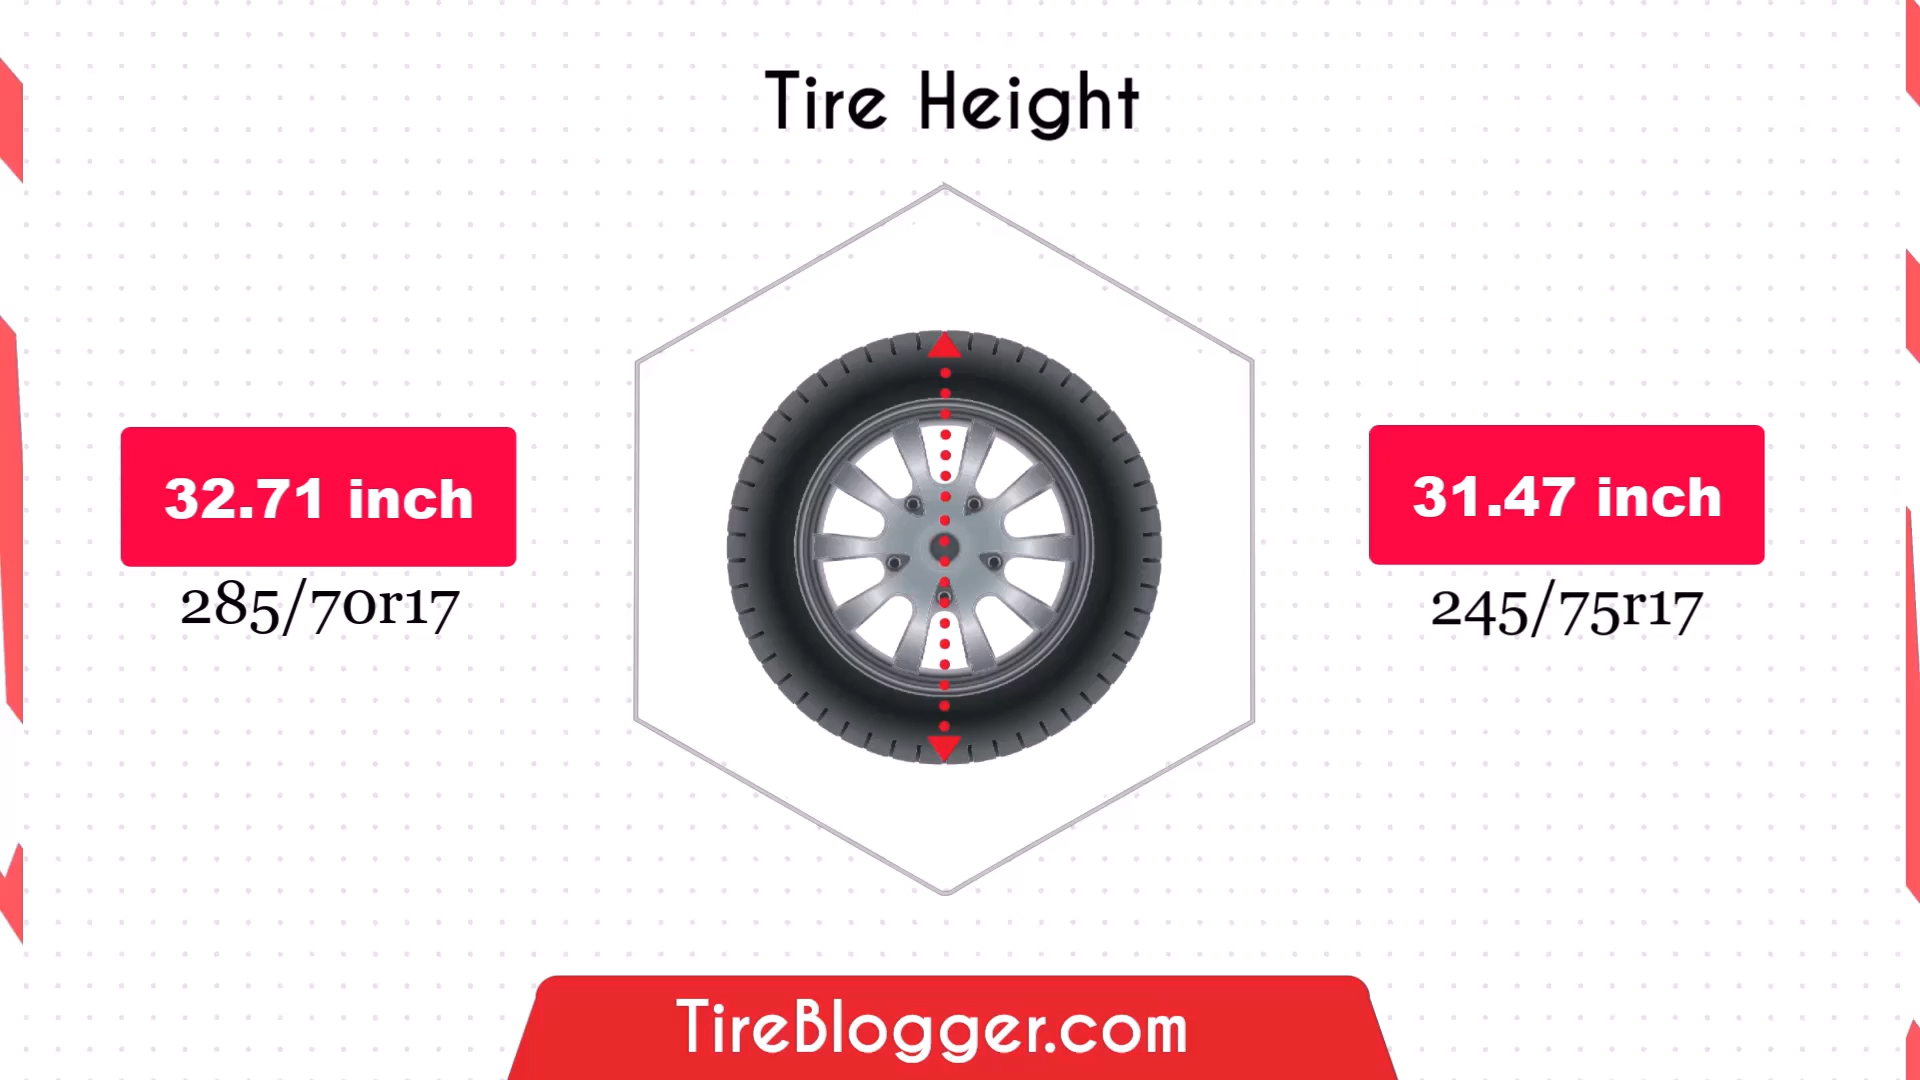 Tire Height
32.71 inch
285/70r17
31.47 inch
245/75r17
TireBlogger.com